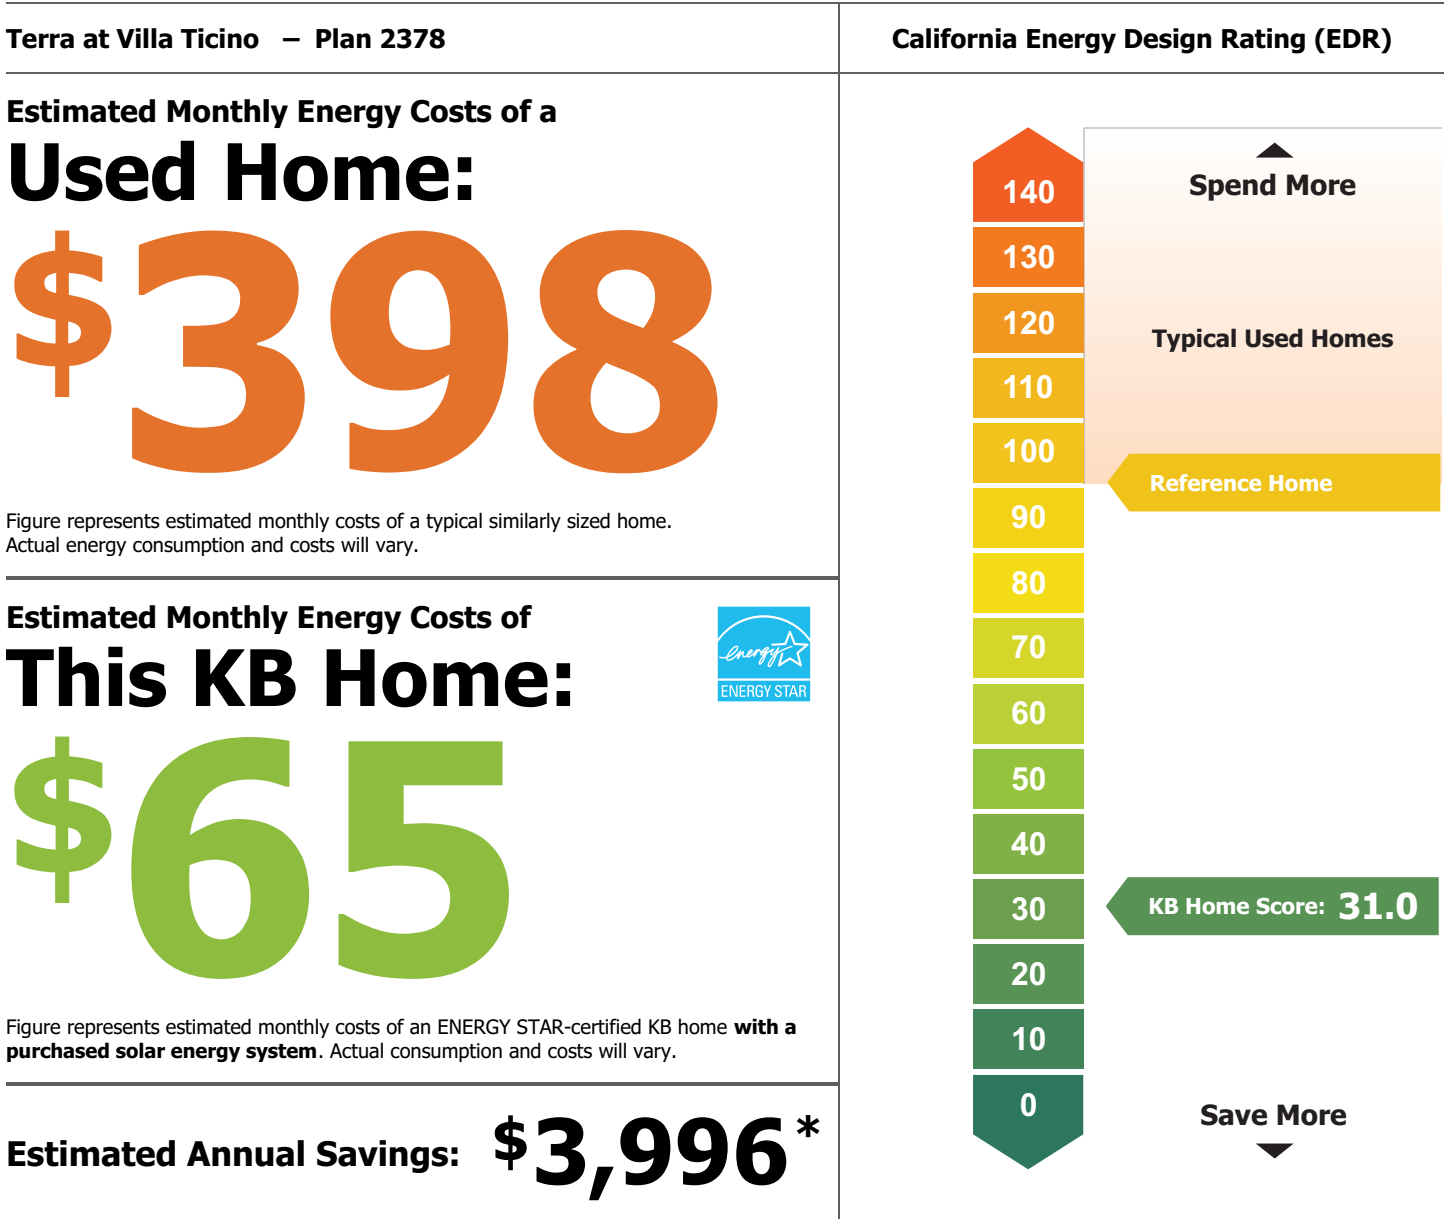 Terra at Villa Ticino – Plan 2378
Estimated Monthly Energy Costs of a
Used Home:
$398
Figure represents estimated monthly costs of a typical similarly sized home.
Actual energy consumption and costs will vary.
Estimated Monthly Energy Costs of
This KB Home:
energy
ENERGY STAR
$65
Figure represents estimated monthly costs of an ENERGY STAR-certified KB home with a
purchased solar energy system. Actual consumption and costs will vary.
Estimated Annual Savings: $3,996*
California Energy Design Rating (EDR)
140
Spend More
130
120
Typical Used Homes
110
100
Reference Home
90
80
70
60
50
40
30
KB Home Score: 31.0
20
10
0
Save More